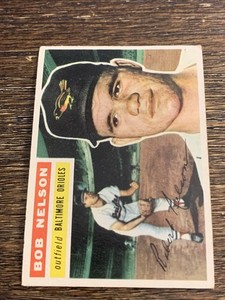 BOB NELSON
outfield BALTIMORE ORIOLES